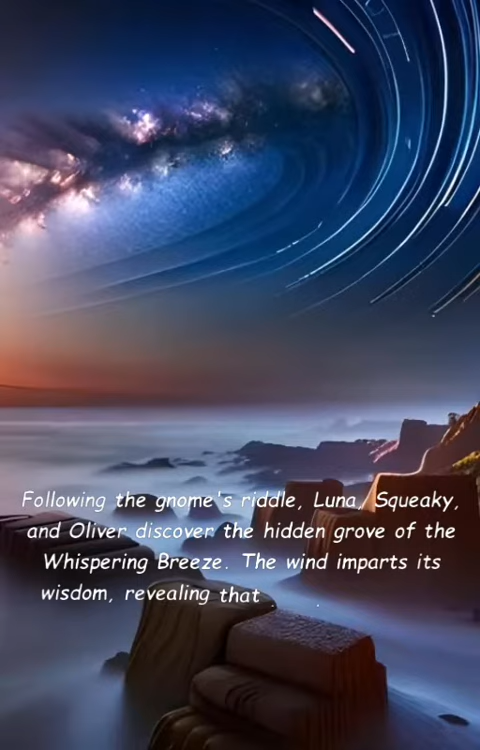 Following the gnome's riddle, Luna, Squeaky,
and Oliver discover the hidden grove of the
Whispering Breeze. The wind imparts its
wisdom, revealing that